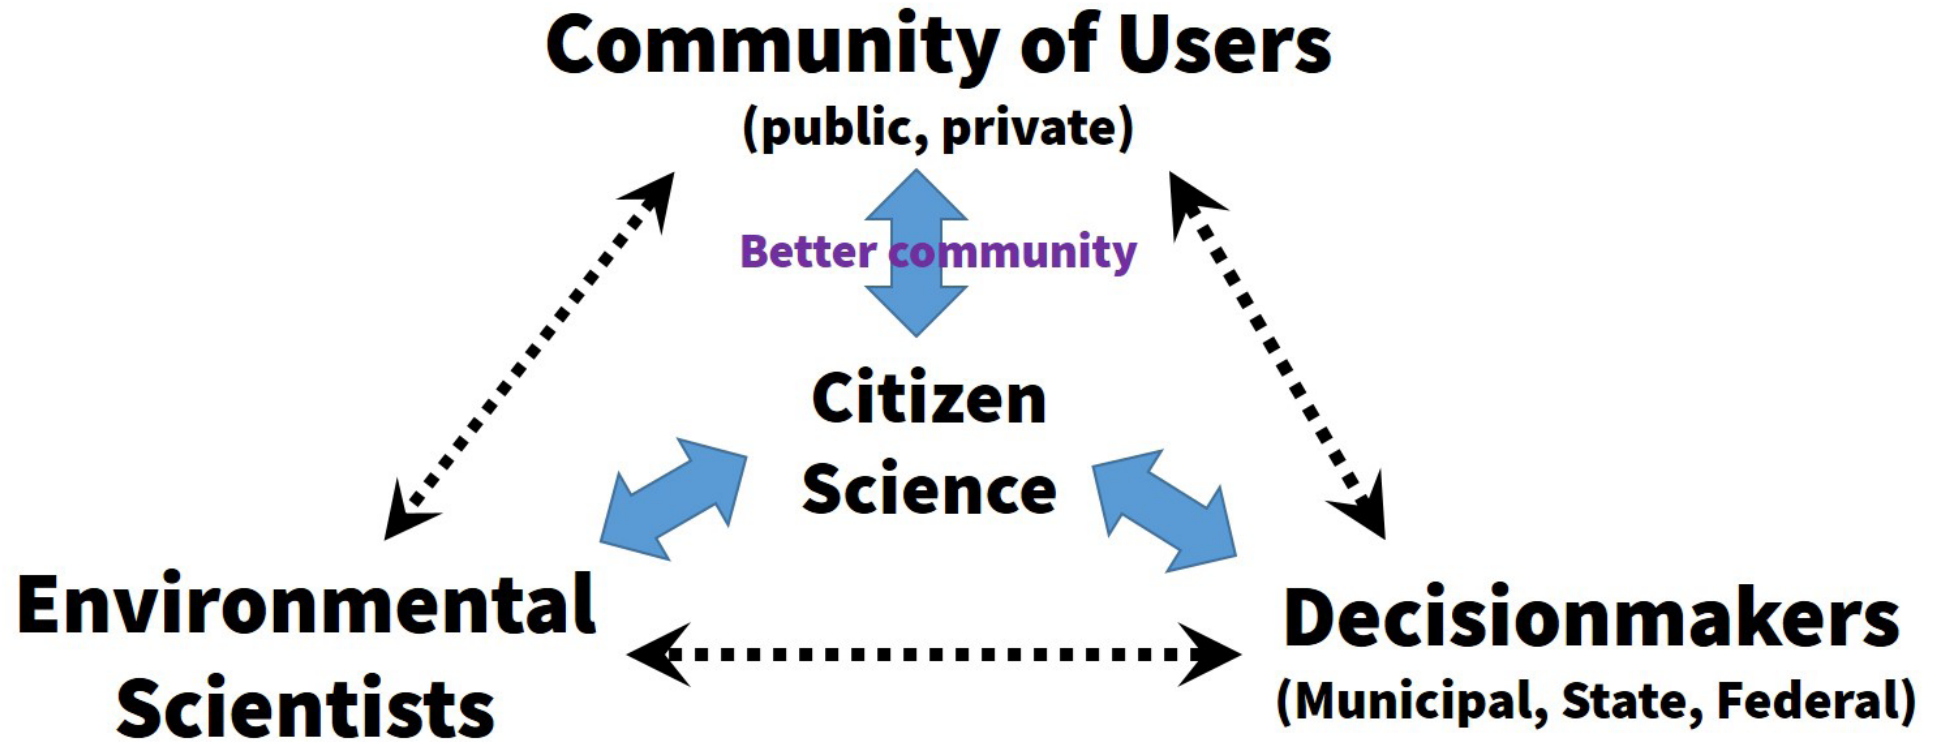 Community of Users
(public, private)
Better community
Citizen
Science
Environmental
Scientists
Decisionmakers
(Municipal, State, Federal)